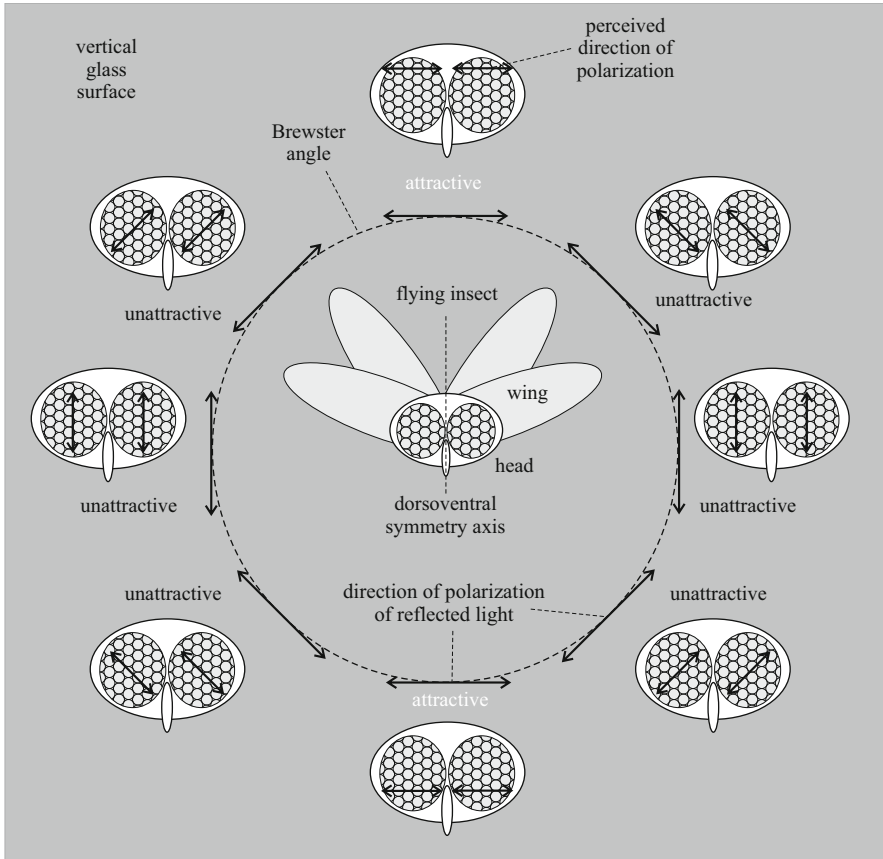 vertical
glass
surface
perceived
direction of
polarization
Brewster
angle
attractive
unattractive
unattractive
flying insect
wing
head
unattractive
unattractive
dorsoventral
symmetry axis
unattractive
direction of polarization
of reflected light
unattractive
attractive